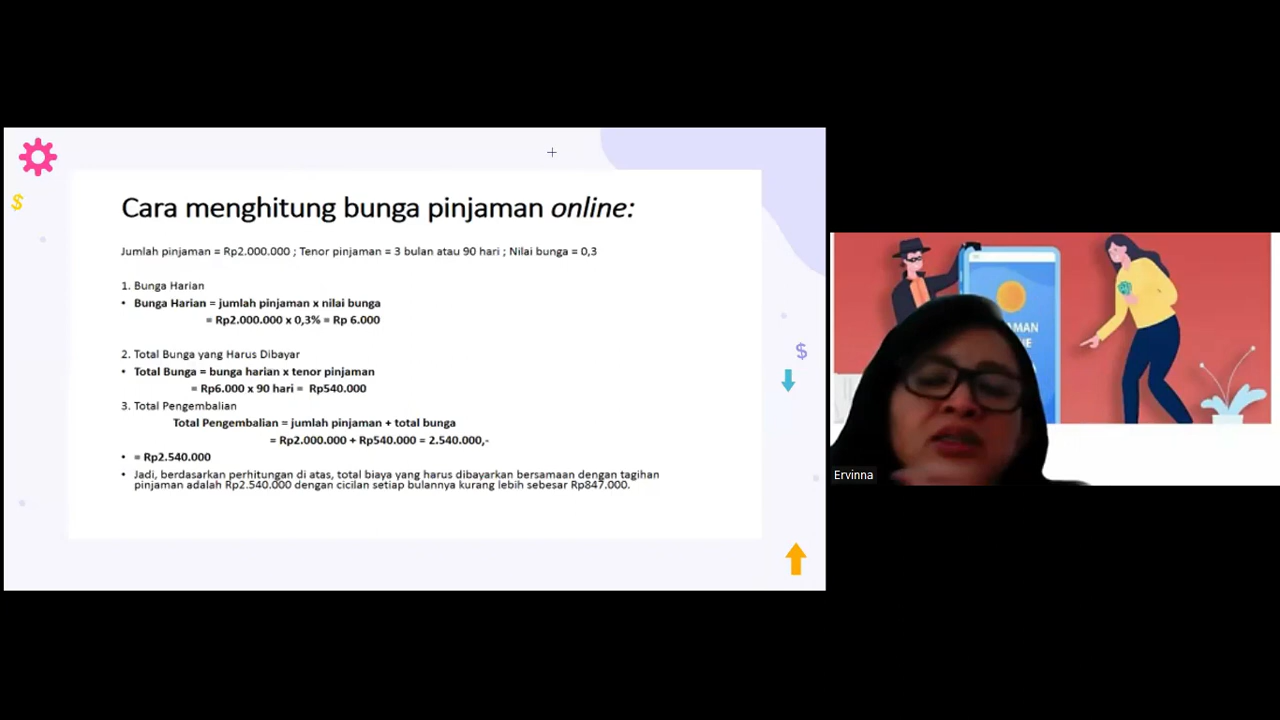 Cara menghitung bunga pinjaman online:
Jumlah pinjaman = Rp2.000.000 ; Tenor pinjaman = 3 bulan atau 90 hari ; Nilai bunga = 0,3
1. Bunga Harian
• Bunga Harian = jumlah pinjaman x nilai bunga
= Rp2.000.000 x 0,3% = Rp 6.000
2. Total Bunga yang Harus Dibayar
• Total Bunga = bunga harian x tenor pinjaman
= Rp6.000 x 90 hari = Rp540.000
3. Total Pengembalian
Total Pengembalian = jumlah pinjaman + total bunga
= Rp2.000.000 + Rp540.000 = 2.540.000,-
• = Rp2.540.000
• Jadi, berdasarkan perhitungan di atas, total biaya yang harus dibayarkan bersamaan dengan tagihan
pinjaman adalah Rp2.540.000 dengan cicilan setiap bulannya kurang lebih sebesar Rp847.000.
$
$
Ervinna